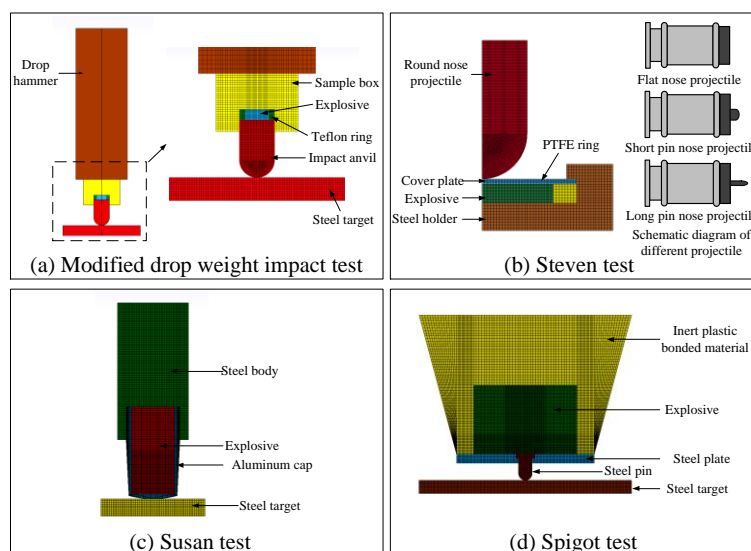 Drop
hammer
Sample box
Explosive
Teflon ring
Impact anvil
Steel target
(a) Modified drop weight impact test
Round nose
projectile
PTFE ring
Cover plate
Explosive
Steel holder
Flat nose projectile
Short pin nose projectil
Long pin nose projectil
Schematic diagram of
different projectile
(b) Steven test
Steel body
Explosive
Aluminum cap
Steel target
(c) Susan test
Inert plastic
bonded material
Explosive
Steel plate
Steel pin
Steel target
(d) Spigot test